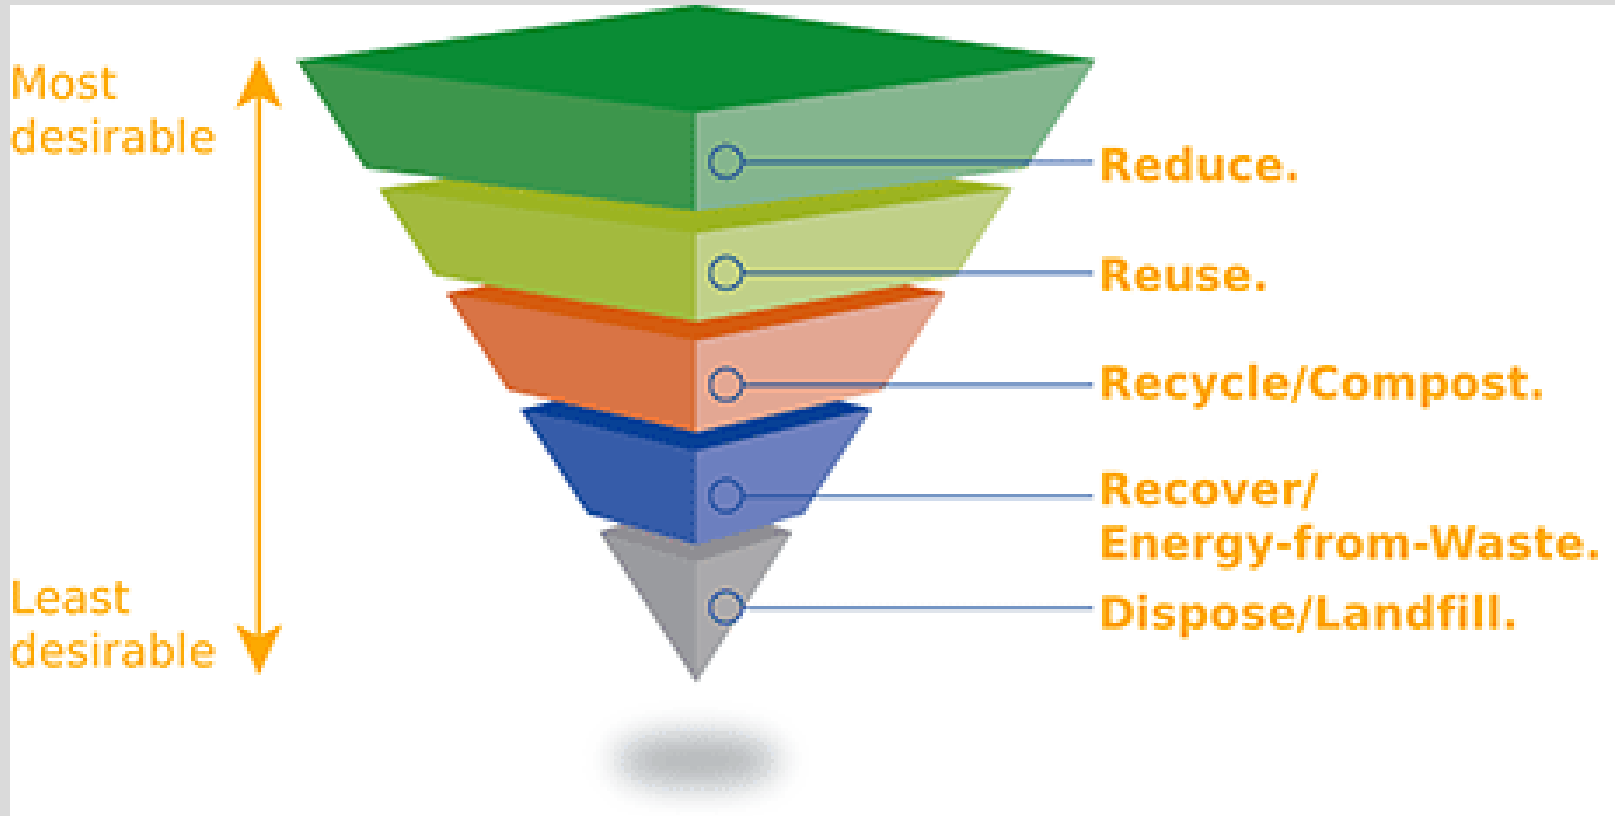 Most
desirable
Reduce.
Reuse.
Recycle/Compost.
Recover/
Energy-from-Waste.
Least
desirable
Dispose/Landfill.